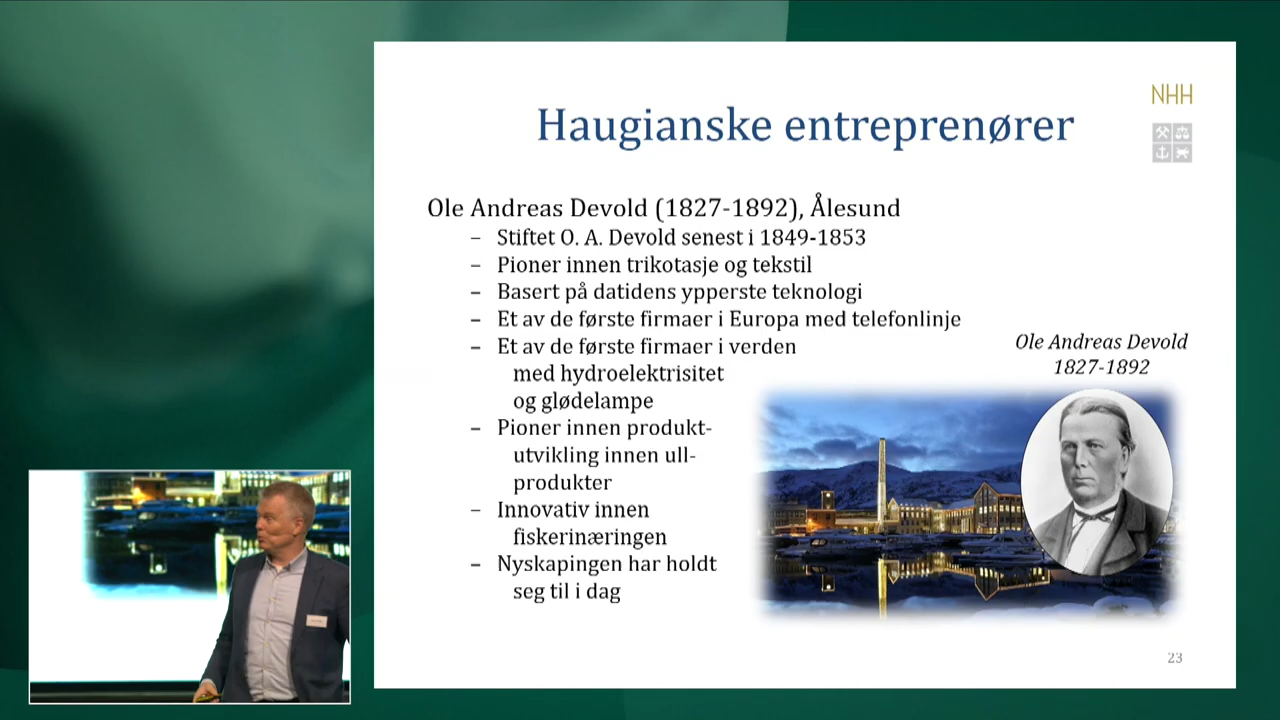 NHH
Haugianske entreprenører
Ole Andreas Devold (1827-1892), Ålesund
– Stiftet O. A. Devold senest i 1849-1853
– Pioner innen trikotasje og tekstil
– Basert på datidens ypperste teknologi
– Et av de første firmaer i Europa med telefonlinje
– Et av de første firmaer i verden
med hydroelektrisitet
og glødelampe
– Pioner innen produkt-
utvikling innen ull-
produkter
– Innovativ innen
fiskerinæringen
– Nyskapingen har holdt
seg til i dag
Ole Andreas Devold
1827-1892
23